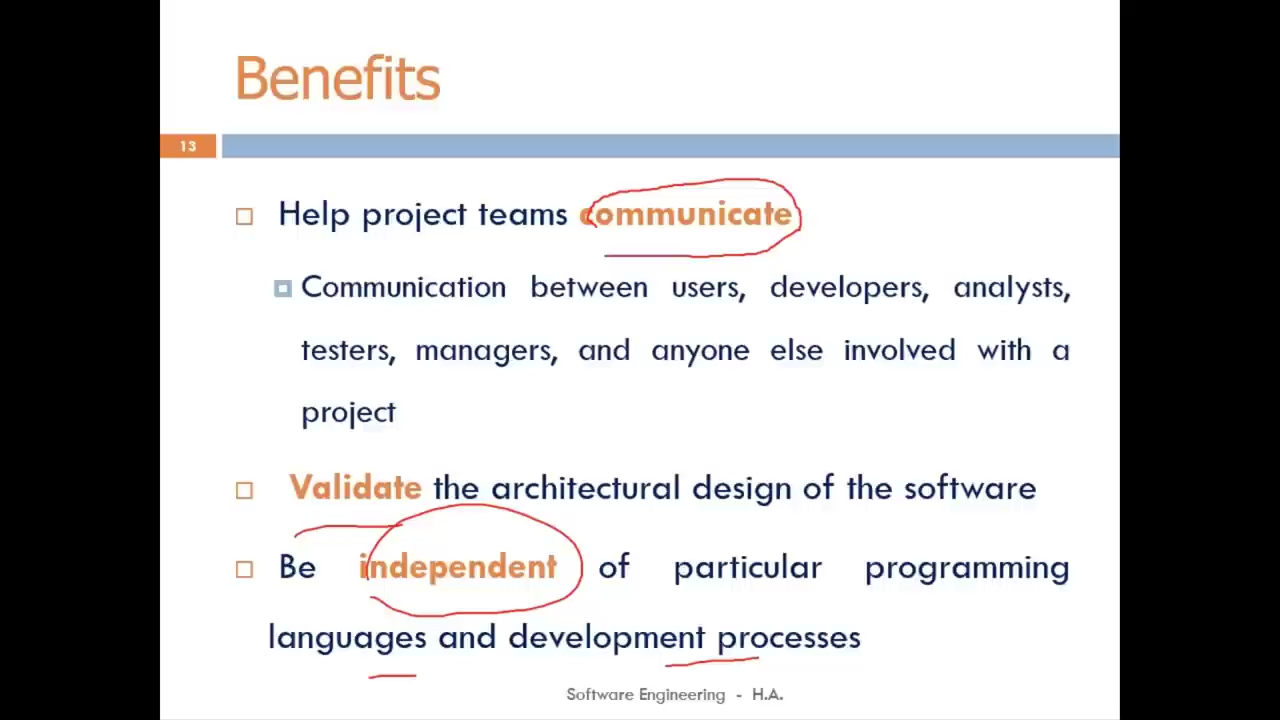 Benefits
13
Help project teams communicate
Communication between users, developers, analysts,
testers, managers, and anyone else involved with a
project
Validate the architectural design of the software
Be independent of particular programming
languages and development processes
Software Engineering - H.A.